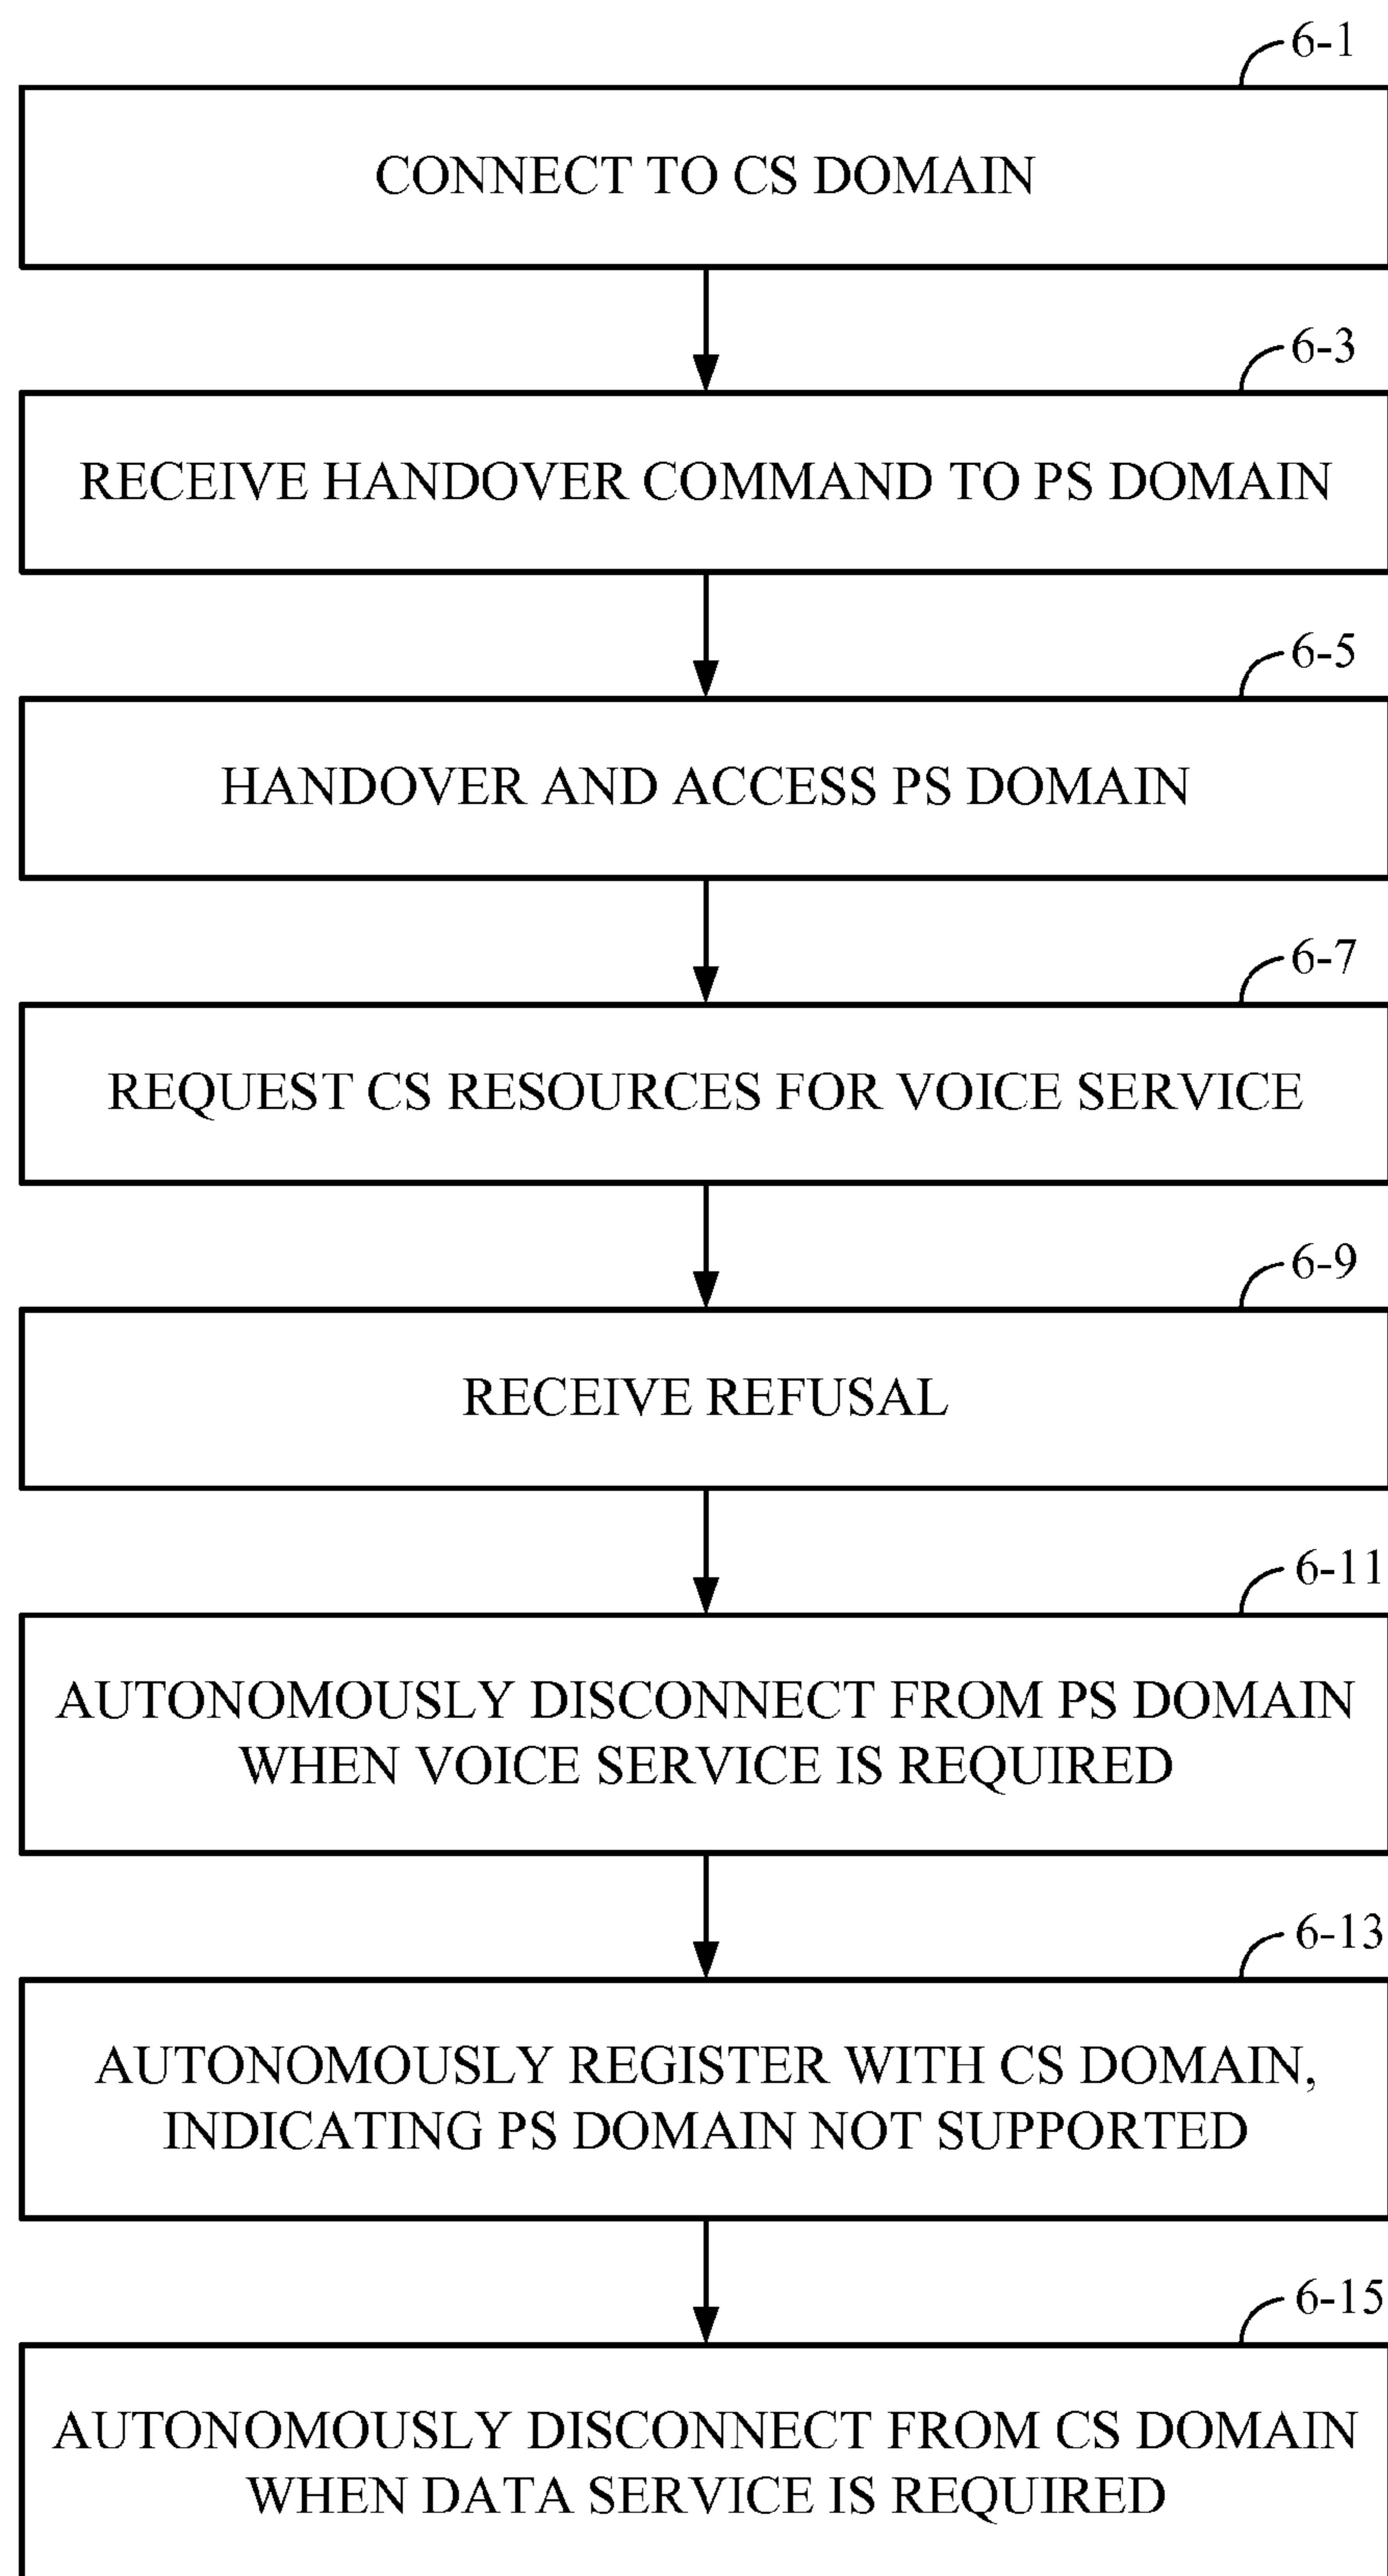 6-1
CONNECT TO CS DOMAIN
6-3
RECEIVE HANDOVER COMMAND TO PS DOMAIN
6-5
HANDOVER AND ACCESS PS DOMAIN
6-7
REQUEST CS RESOURCES FOR VOICE SERVICE
6-9
RECEIVE REFUSAL
6-11
AUTONOMOUSLY DISCONNECT FROM PS DOMAIN
WHEN VOICE SERVICE IS REQUIRED
6-13
AUTONOMOUSLY REGISTER WITH CS DOMAIN,
INDICATING PS DOMAIN NOT SUPPORTED
6-15
AUTONOMOUSLY DISCONNECT FROM CS DOMAIN
WHEN DATA SERVICE IS REQUIRED